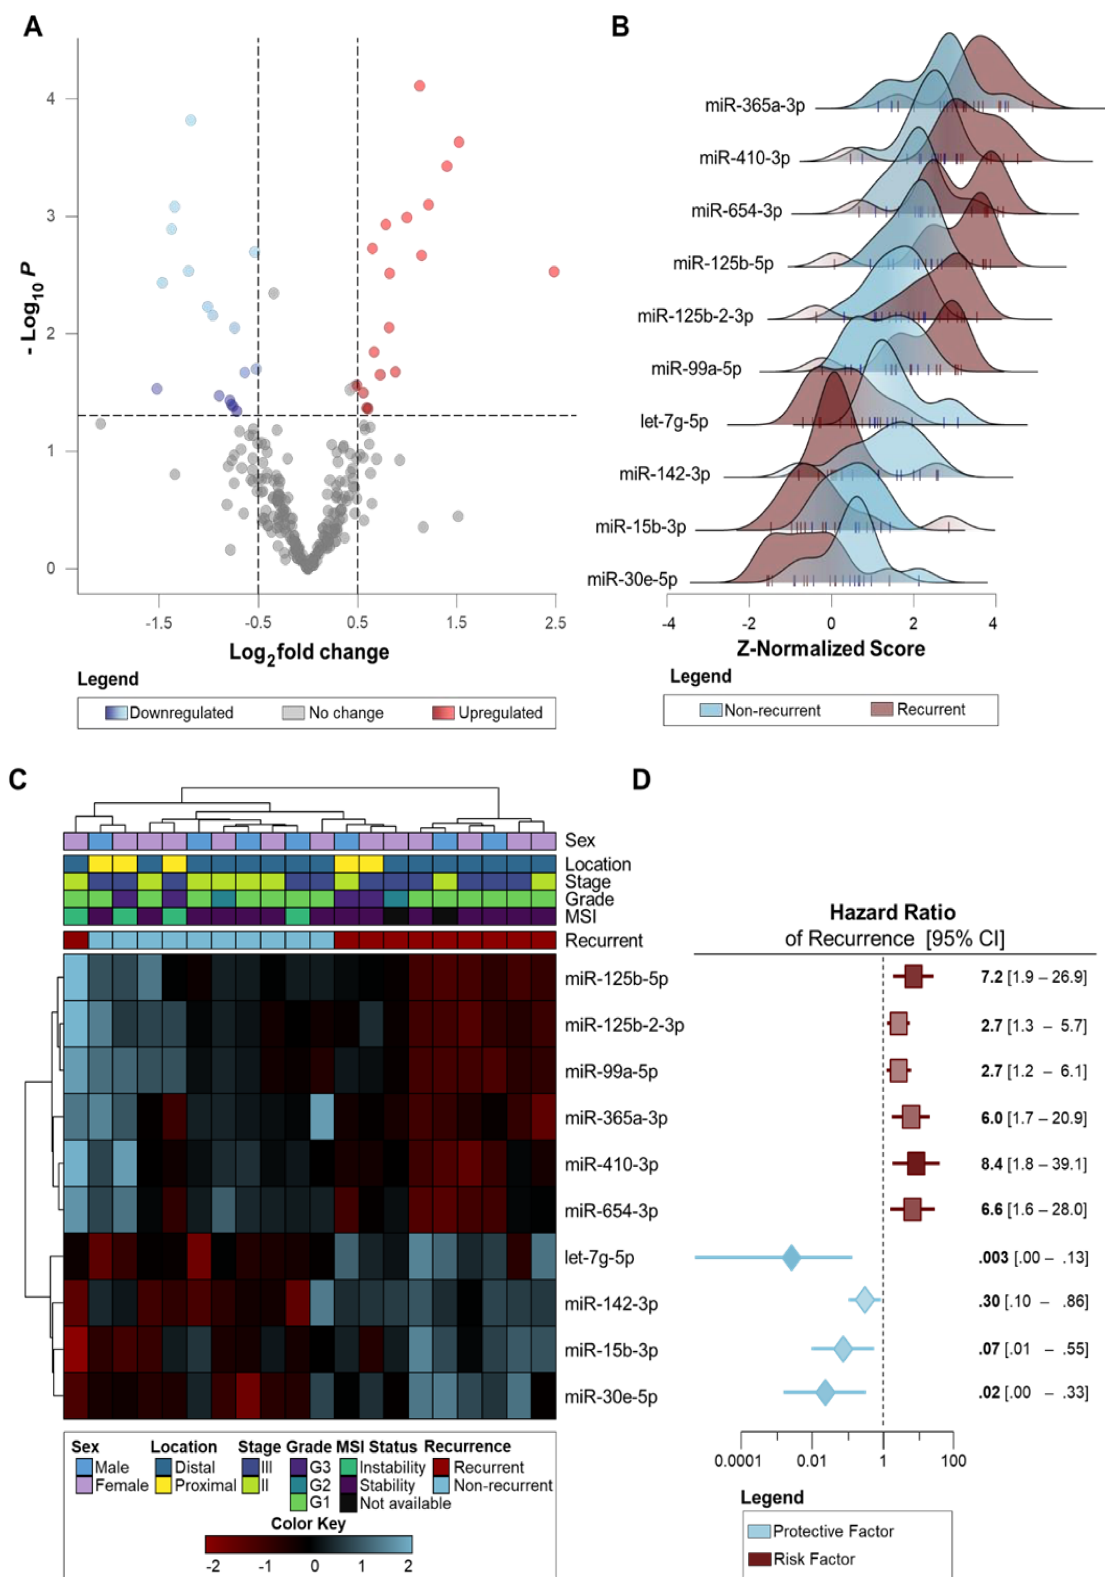 A
4
3
2
1
0
- Log10 P
-1.5 -0.5 0.5 1.5 2.5
Log2 fold change
Legend
Downregulated No change Upregulated
B
miR-365a-3p
miR-410-3p
miR-654-3p
miR-125b-5p
miR-125b-2-3p
miR-99a-5p
let-7g-5p
miR-142-3p
miR-15b-3p
miR-30e-5p
-4 -2 0 2 4
Z-Normalized Score
Legend
Non-recurrent Recurrent
C
Sex
Location
Stage
Grade
MSI
Recurrent
miR-125b-5p
miR-125b-2-3p
miR-99a-5p
miR-365a-3p
miR-410-3p
miR-654-3p
let-7g-5p
miR-142-3p
miR-15b-3p
miR-30e-5p
Sex Location Stage Grade MSI Status Recurrence
Male Distal III G3 Instability Recurrent
Female Proximal II G2 Stability Non-recurrent
G1 Not available
Color Key
-2 -1 0 1 2
D
Hazard Ratio
of Recurrence [95% CI]
7.2 [1.9 – 26.9]
2.7 [1.3 – 5.7]
2.7 [1.2 – 6.1]
6.0 [1.7 – 20.9]
8.4 [1.8 – 39.1]
6.6 [1.6 – 28.0]
.003 [.00 – .13]
.30 [.10 – .86]
.07 [.01 – .55]
.02 [.00 – .33]
0.0001 0.01 1 100
Legend
Protective Factor
Risk Factor